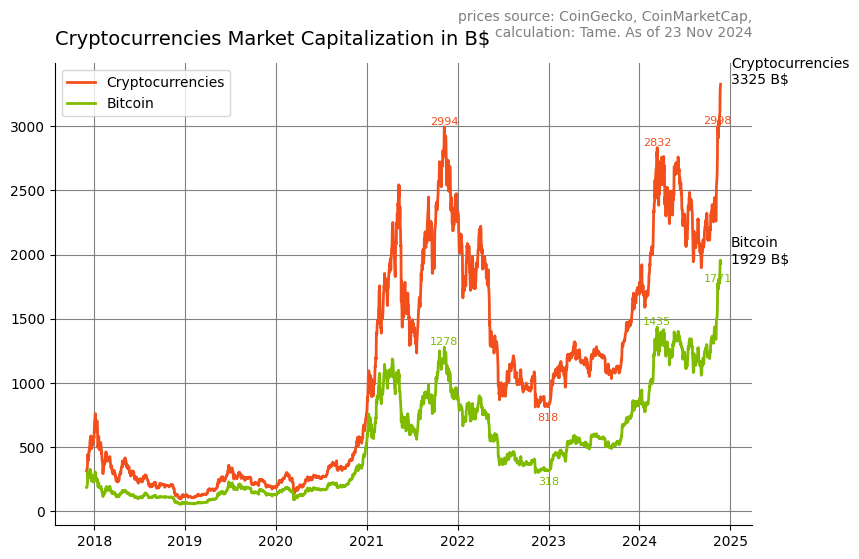 prices source: CoinGecko, CoinMarketCap,
calculation: Tame. As of 23 Nov 2024
Cryptocurrencies Market Capitalization in B$
Cryptocurrencies
3325 B$
Cryptocurrencies
Bitcoin
3000
2500
2000
1500
1000
500
0
2994
2832
2998
Bitcoin
1929 B$
1771
1435
1278
818
318
2018 2019 2020 2021 2022 2023 2024 2025